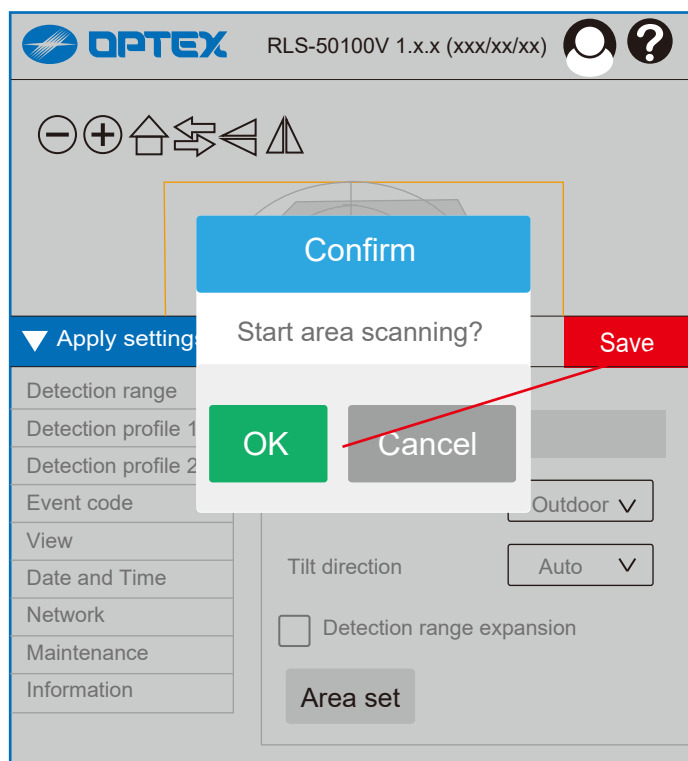 OPTEX
RLS-50100V 1.x.x (xxx/xx/xx)
?
Confirm
Start area scanning?
OK
Cancel
Apply setting
Save
Detection range
Detection profile 1
Detection profile 2
Event code
View
Date and Time
Network
Maintenance
Information
Outdoor
Tilt direction
Auto
Detection range expansion
Area set